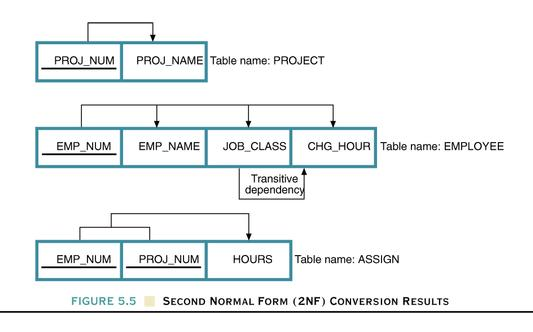 PROJ_NUM PROJ_NAME Table name: PROJECT
EMP_NUM EMP_NAME JOB_CLASS CHG_HOUR Table name: EMPLOYEE
Transitive
dependency
EMP_NUM PROJ_NUM HOURS Table name: ASSIGN
FIGURE 5.5 SECOND NORMAL FORM (2NF) CONVERSION RESULTS